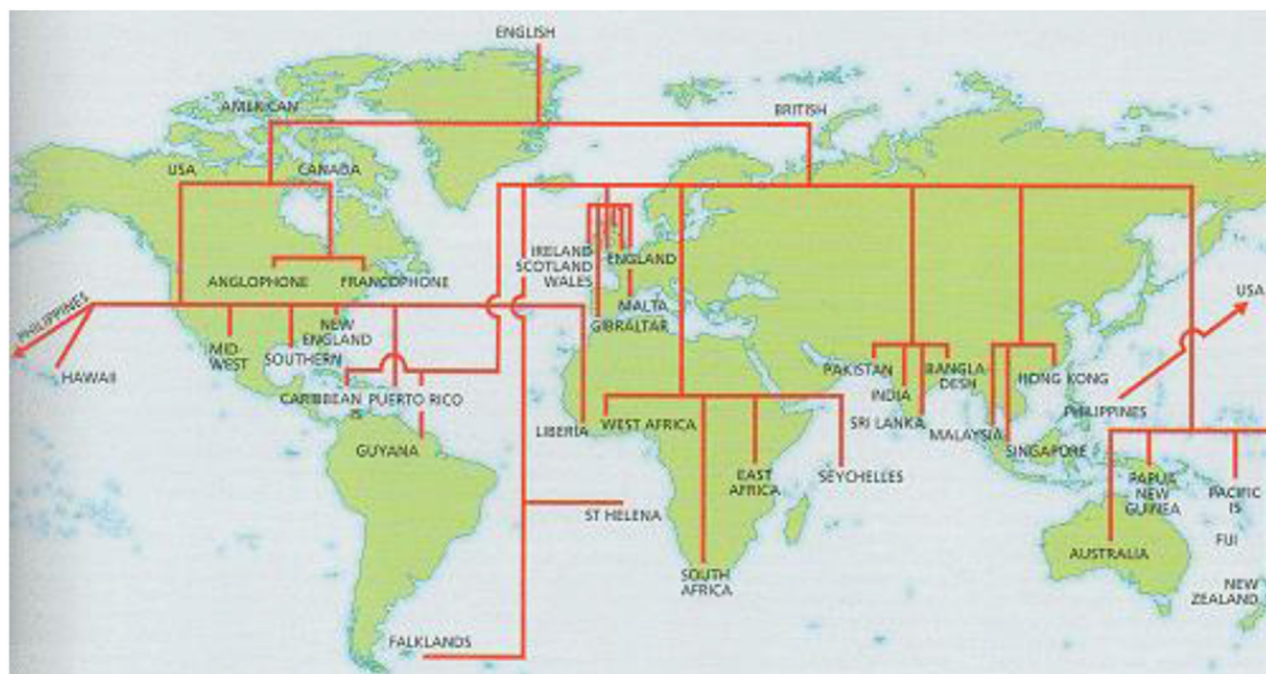 ENGLISH
AMERICAN
BRITISH
USA
CANADA
IRELAND
SCOTLAND
WALES
ENGLAND
ANGLOPHONE
FRANCOPHONE
MALTA
GIBRALTAR
USA
PHILIPPINES
HAWAII
MID-
WEST
SOUTHERN
NEW
ENGLAND
CARIBBEAN
IS
PUERTO RICO
GUYANA
LIBERIA
WEST AFRICA
EAST
AFRICA
SEYCHELLES
PAKISTAN
INDIA
SRI LANKA
BANGLA
DESH
MALAYSIA
SINGAPORE
HONG KONG
PHILIPPINES
ST HELENA
SOUTH
AFRICA
PAPUA
NEW
GUINEA
PACIFIC
IS
FIJI
AUSTRALIA
NEW
ZEALAND
FALKLANDS